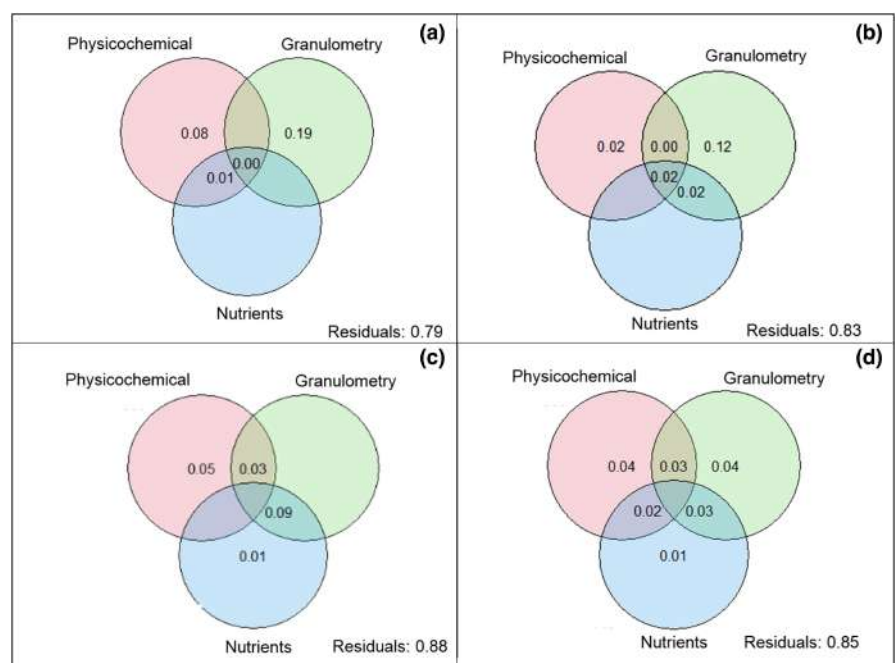 (a)
Physicochemical Granulometry
0.08 0.19
0.00
0.01
Nutrients
Residuals: 0.79
(b)
Physicochemical Granulometry
0.02 0.00 0.12
0.02
0.02
Nutrients
Residuals: 0.83
(c)
Physicochemical Granulometry
0.05 0.03
0.09
0.01
Nutrients Residuals: 0.88
(d)
Physicochemical Granulometry
0.04 0.03 0.04
0.02 0.03
0.01
Nutrients Residuals: 0.85